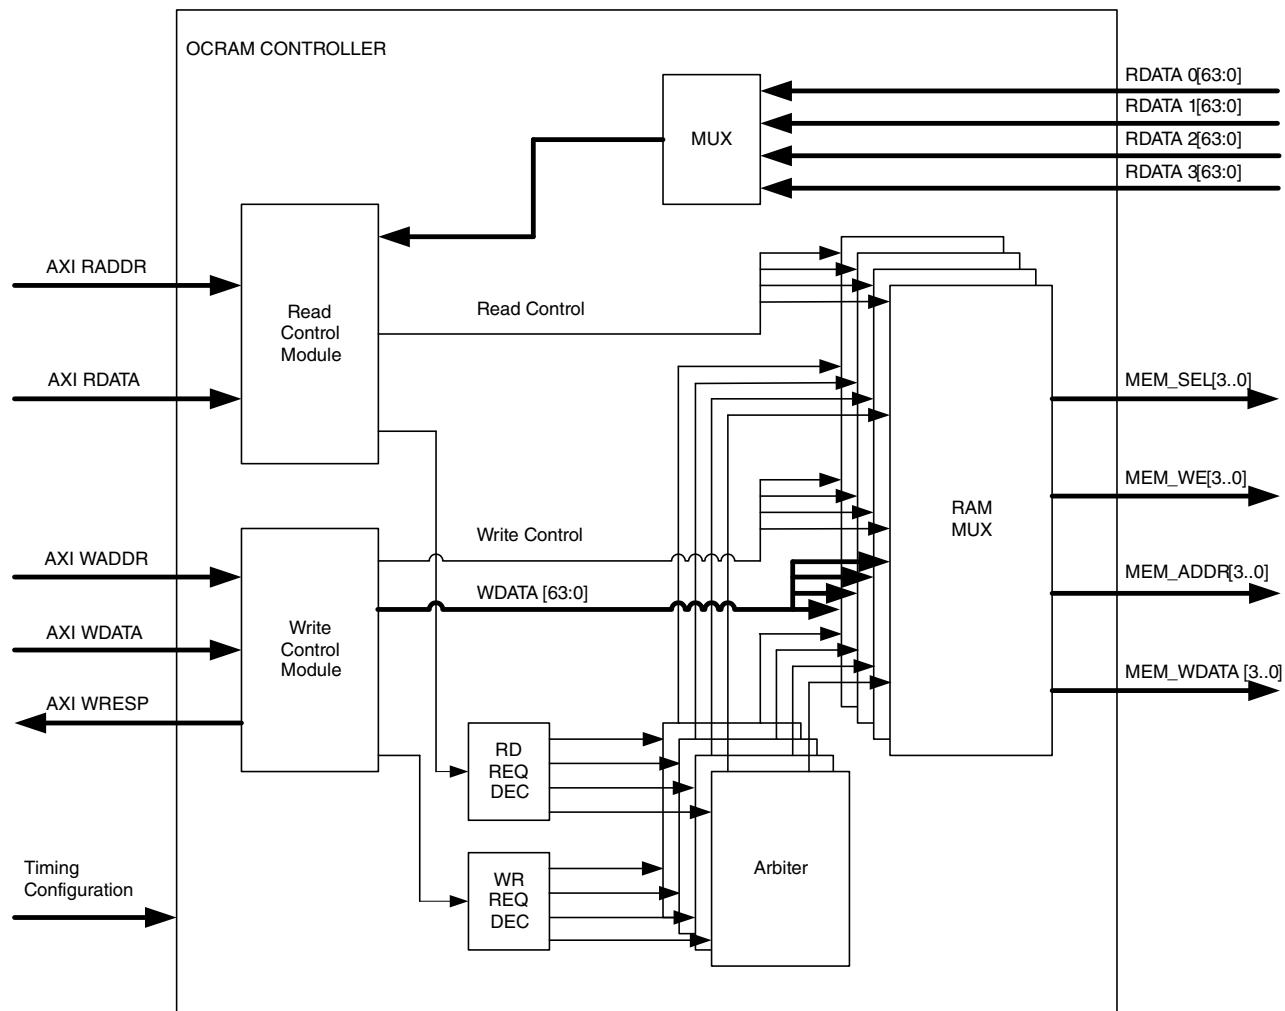 OCRAM CONTROLLER
RDATA 0[63:0]
RDATA 1[63:0]
RDATA 2[63:0]
RDATA 3[63:0]
MUX
AXI RADDR
AXI RDATA
Read
Control
Module
Read Control
MEM_SEL[3..0]
MEM_WE[3..0]
MEM_ADDR[3..0]
MEM_WDATA [3..0]
RAM
MUX
Write Control
WDATA [63:0]
AXI WADDR
AXI WDATA
AXI WRESP
Write
Control
Module
RD
REQ
DEC
WR
REQ
DEC
Arbiter
Timing
Configuration